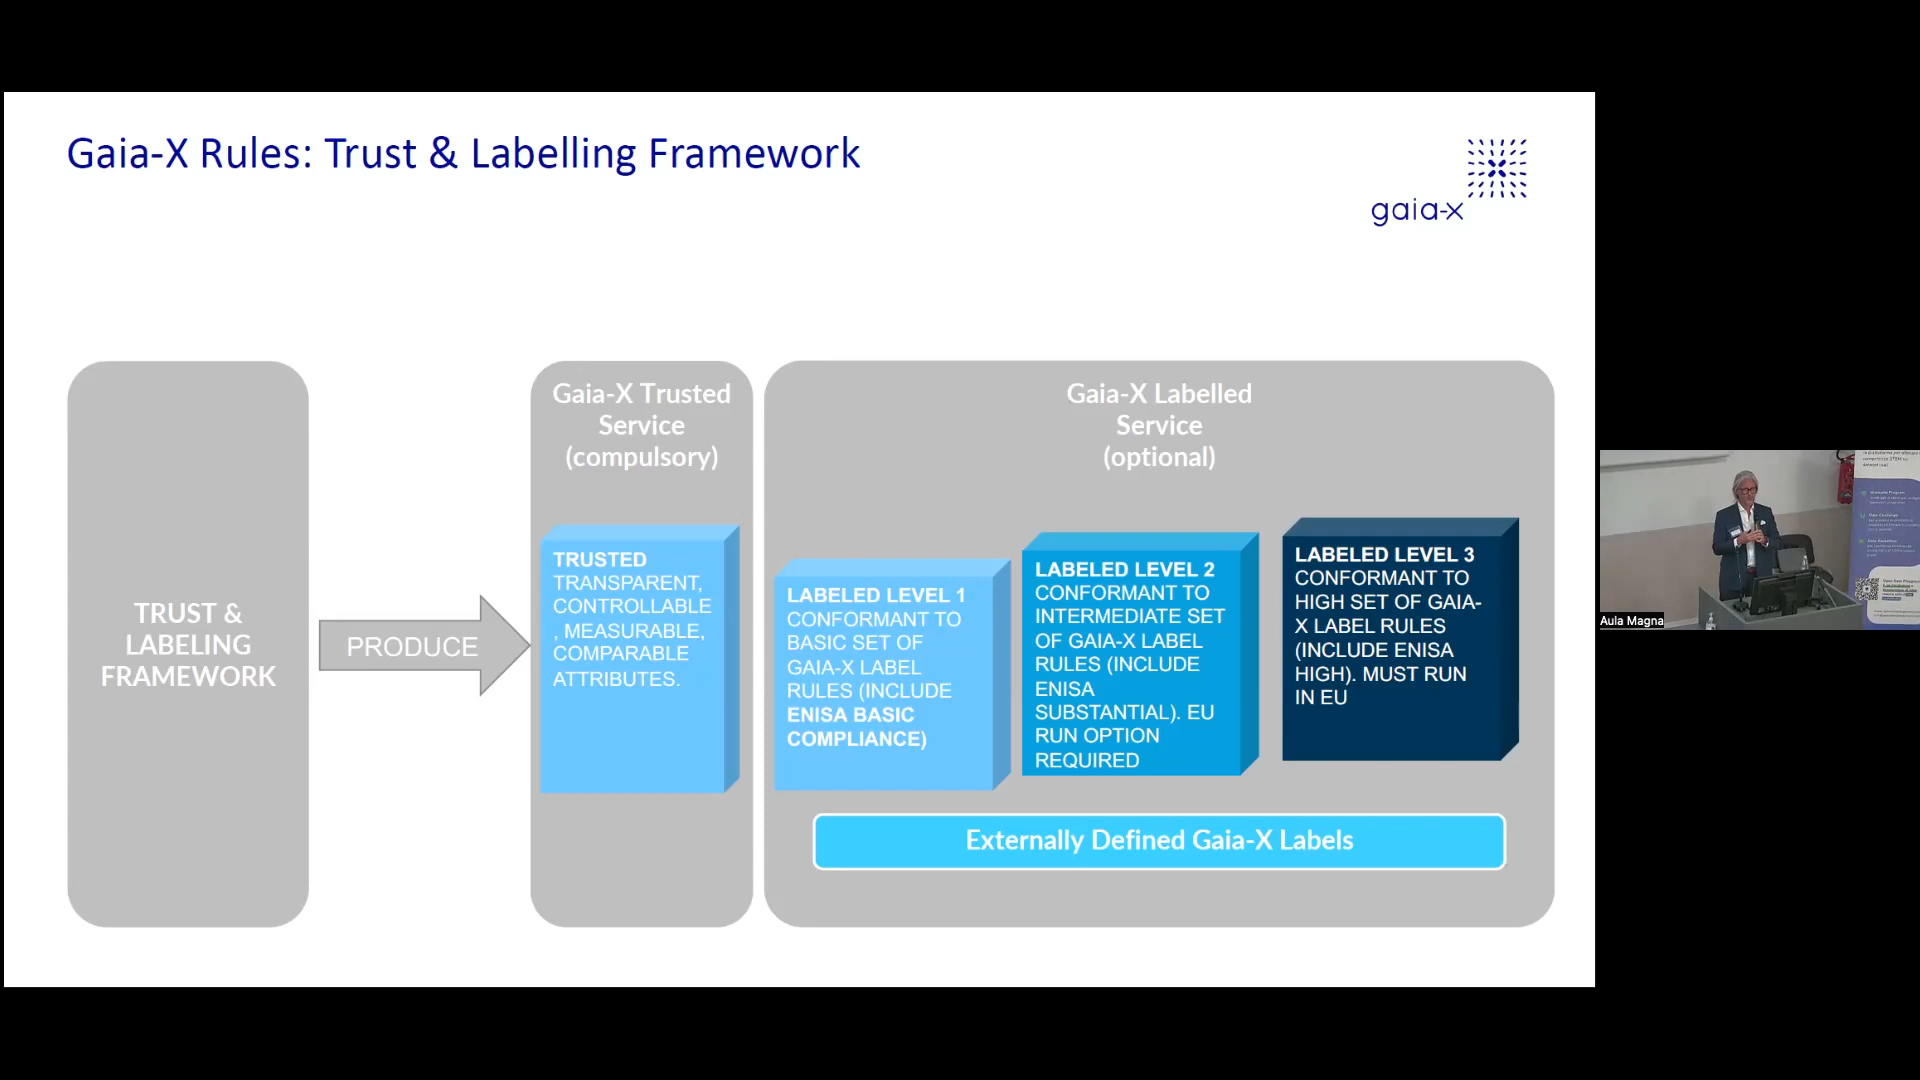 Gaia-X Rules: Trust & Labelling Framework
gaia-x
TRUST &
LABELING
FRAMEWORK
PRODUCE
Gaia-X Trusted
Service
(compulsory)
TRUSTED
TRANSPARENT,
CONTROLLABLE
, MEASURABLE,
COMPARABLE
ATTRIBUTES.
Gaia-X Labelled
Service
(optional)
LABELED LEVEL 1
CONFORMANT TO
BASIC SET OF
GAIA-X LABEL
RULES (INCLUDE
ENISA BASIC
COMPLIANCE)
LABELED LEVEL 2
CONFORMANT TO
INTERMEDIATE SET
OF GAIA-X LABEL
RULES (INCLUDE
ENISA
SUBSTANTIAL). EU
RUN OPTION
REQUIRED
LABELED LEVEL 3
CONFORMANT TO
HIGH SET OF GAIA-
X LABEL RULES
(INCLUDE ENISA
HIGH). MUST RUN
IN EU
Externally Defined Gaia-X Labels
Aula Magna